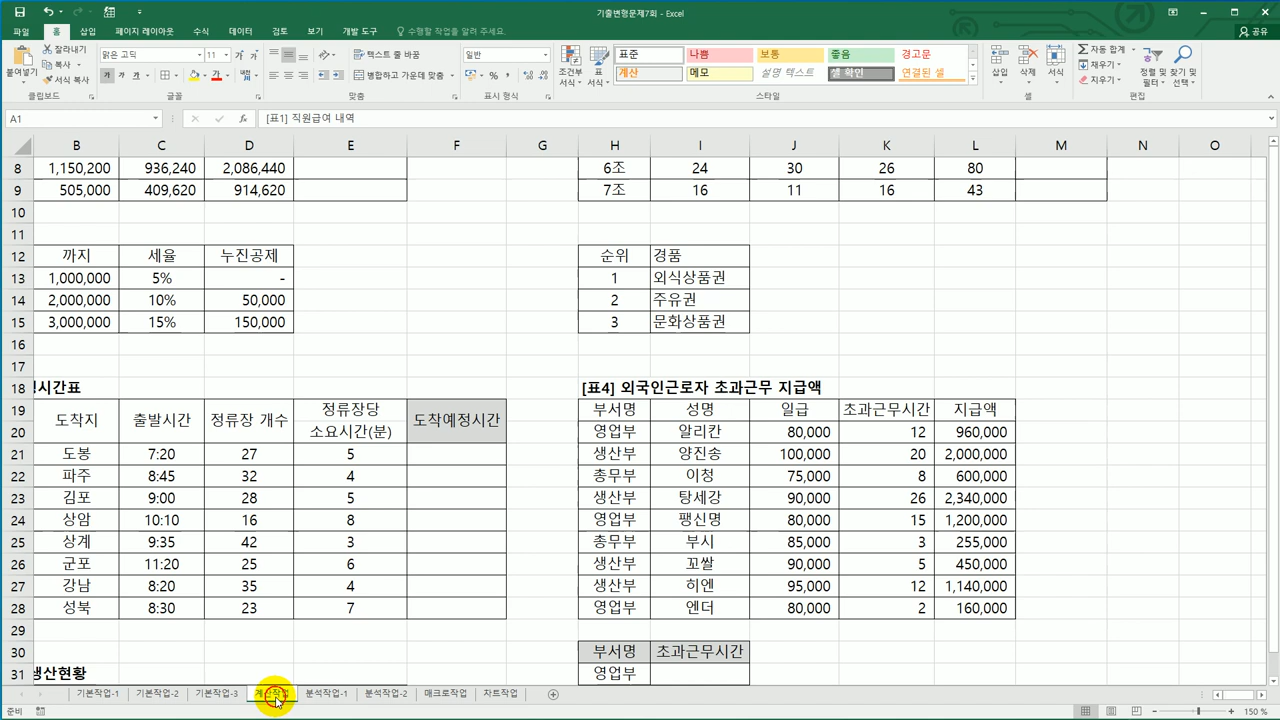 기출변형문제7회 - Excel
파일 홈 삽입 페이지 레이아웃 수식 데이터 검토 보기 개발 도구 수행할 작업을 알려 주세요. 공유
붙여넣기 잘라내기 복사 서식 복사 클립보드
맑은 고딕 11 가 가 가 글꼴
텍스트 줄 바꿈 병합하고 가운데 맞춤 맞춤
일반 표시 형식
조건부 서식 표 서식
표준 나쁨 보통 좋음 경고문
계산 메모 설명 텍스트 셀 확인 연결된 셀
스타일
삽입 삭제 서식 셀
자동 합계 채우기 지우기 정렬 및 필터 찾기 및 선택 편집
A1 fx [표1] 직원급여 내역
B C D E F G H I J K L M N O
8 1,150,200 936,240 2,086,440 6조 24 30 26 80
9 505,000 409,620 914,620 7조 16 11 16 43
10
11
12 까지 세율 누진공제 순위 경품
13 1,000,000 5% - 1 외식상품권
14 2,000,000 10% 50,000 2 주유권
15 3,000,000 15% 150,000 3 문화상품권
16
17
18 시간표 [표4] 외국인근로자 초과근무 지급액
19 도착지 출발시간 정류장 개수 정류장당 도착예정시간 부서명 성명 일급 초과근무시간 지급액
20 소요시간(분) 영업부 알리칸 80,000 12 960,000
21 도봉 7:20 27 5 생산부 양진송 100,000 20 2,000,000
22 파주 8:45 32 4 총무부 이청 75,000 8 600,000
23 김포 9:00 28 5 생산부 탕세강 90,000 26 2,340,000
24 상암 10:10 16 8 영업부 팽신명 80,000 15 1,200,000
25 상계 9:35 42 3 총무부 부시 85,000 3 255,000
26 군포 11:20 25 6 생산부 꼬쌀 90,000 5 450,000
27 강남 8:20 35 4 생산부 히엔 95,000 12 1,140,000
28 성북 8:30 23 7 영업부 엔더 80,000 2 160,000
29
30 부서명 초과근무시간
31 생산현황 영업부
기본작업-1 기본작업-2 기본작업-3 계산작업 분석작업-1 분석작업-2 매크로작업 차트작업
준비 150 %